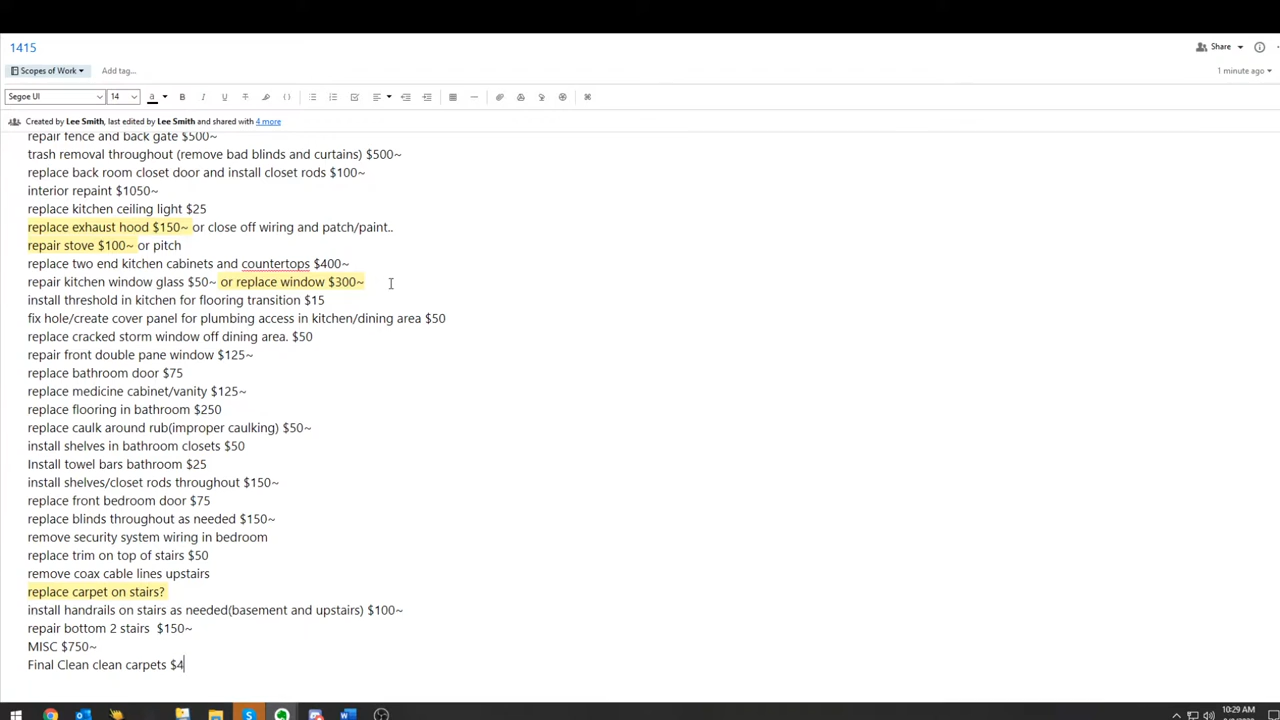 1415
Share
Scopes of Work
Add tag...
1 minute ago
Segoe UI
14
a
B
I
U
T
Created by Lee Smith, last edited by Lee Smith and shared with 4 more
repair fence and back gate $500~
trash removal throughout (remove bad blinds and curtains) $500~
replace back room closet door and install closet rods $100~
interior repaint $1050~
replace kitchen ceiling light $25
replace exhaust hood $150~ or close off wiring and patch/paint..
repair stove $100~ or pitch
replace two end kitchen cabinets and countertops $400~
repair kitchen window glass $50~ or replace window $300~
install threshold in kitchen for flooring transition $15
fix hole/create cover panel for plumbing access in kitchen/dining area $50
replace cracked storm window off dining area. $50
repair front double pane window $125~
replace bathroom door $75
replace medicine cabinet/vanity $125~
replace flooring in bathroom $250
replace caulk around rub(improper caulking) $50~
install shelves in bathroom closets $50
Install towel bars bathroom $25
install shelves/closet rods throughout $150~
replace front bedroom door $75
replace blinds throughout as needed $150~
remove security system wiring in bedroom
replace trim on top of stairs $50
remove coax cable lines upstairs
replace carpet on stairs?
install handrails on stairs as needed(basement and upstairs) $100~
repair bottom 2 stairs  $150~
MISC $750~
Final Clean clean carpets $4
10:29 AM